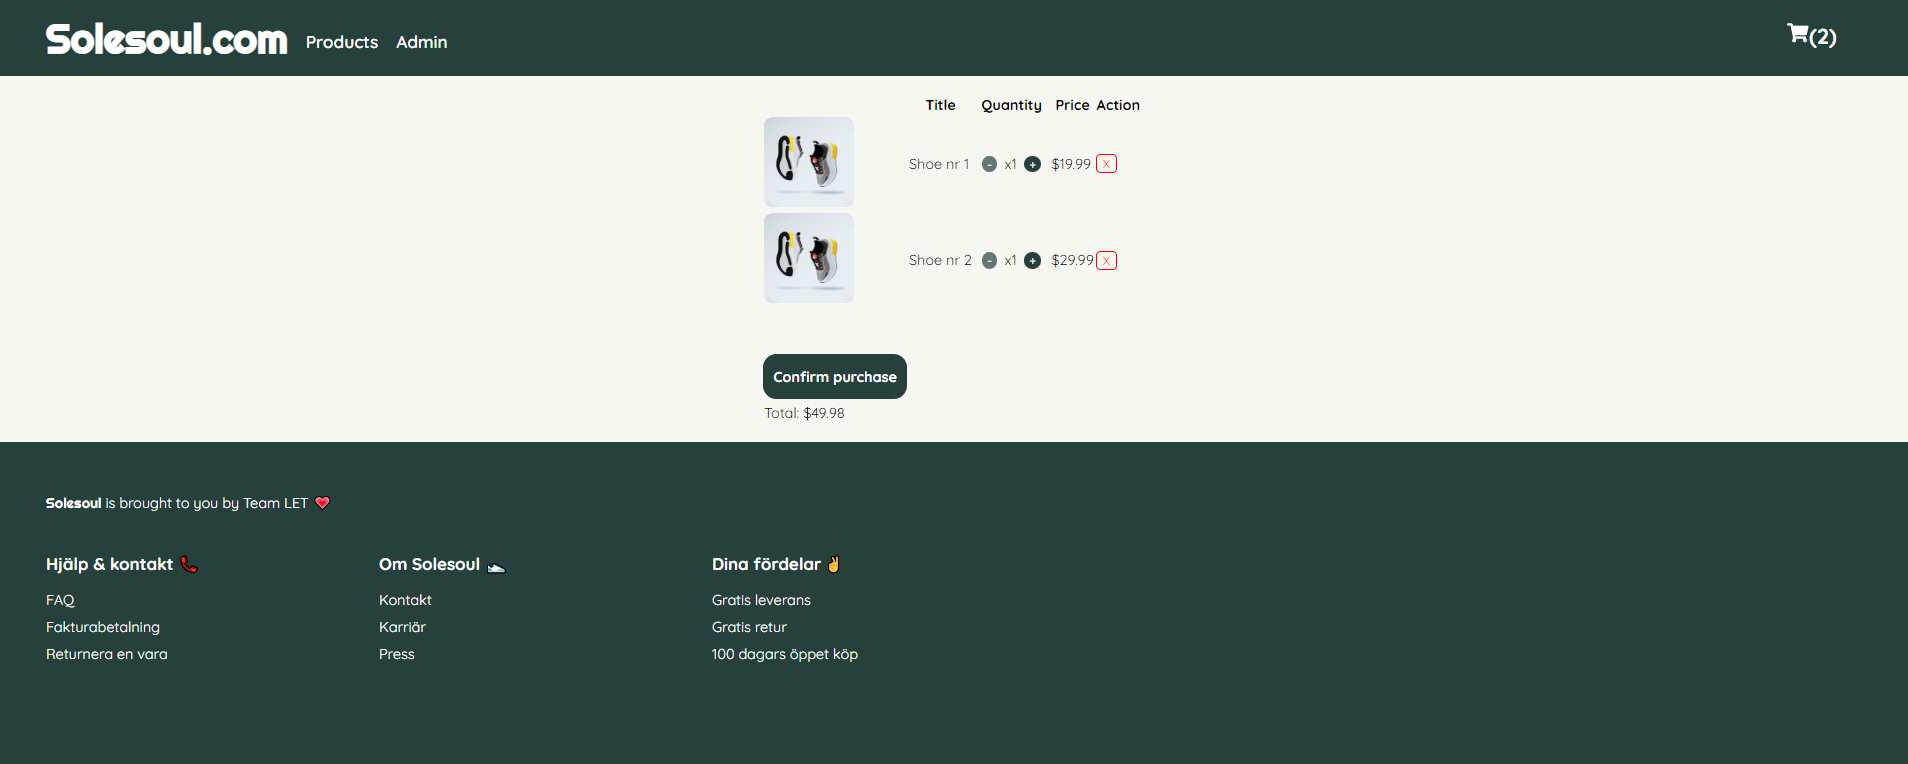 Solesoul.com Products Admin (2)
Title Quantity Price Action
Shoe nr 1 - x1 + $19.99 X
Shoe nr 2 - x1 + $29.99 X
Confirm purchase
Total: $49.98
Solesoul is brought to you by Team LET
Hjälp & kontakt
FAQ
Fakturabetalning
Returnera en vara
Om Solesoul
Kontakt
Karriär
Press
Dina fördelar
Gratis leverans
Gratis retur
100 dagars öppet köp